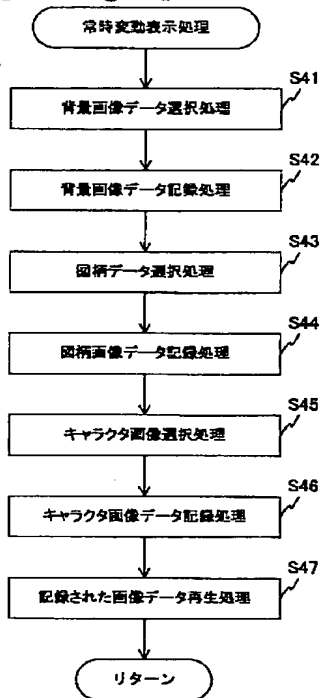 常時変動表示処理
S41
背景画像データ選択処理
S42
背景画像データ記録処理
S43
図柄データ選択処理
S44
図柄画像データ記録処理
S45
キャラクタ画像選択処理
S46
キャラクタ画像データ記録処理
S47
記録された画像データ再生処理
リターン